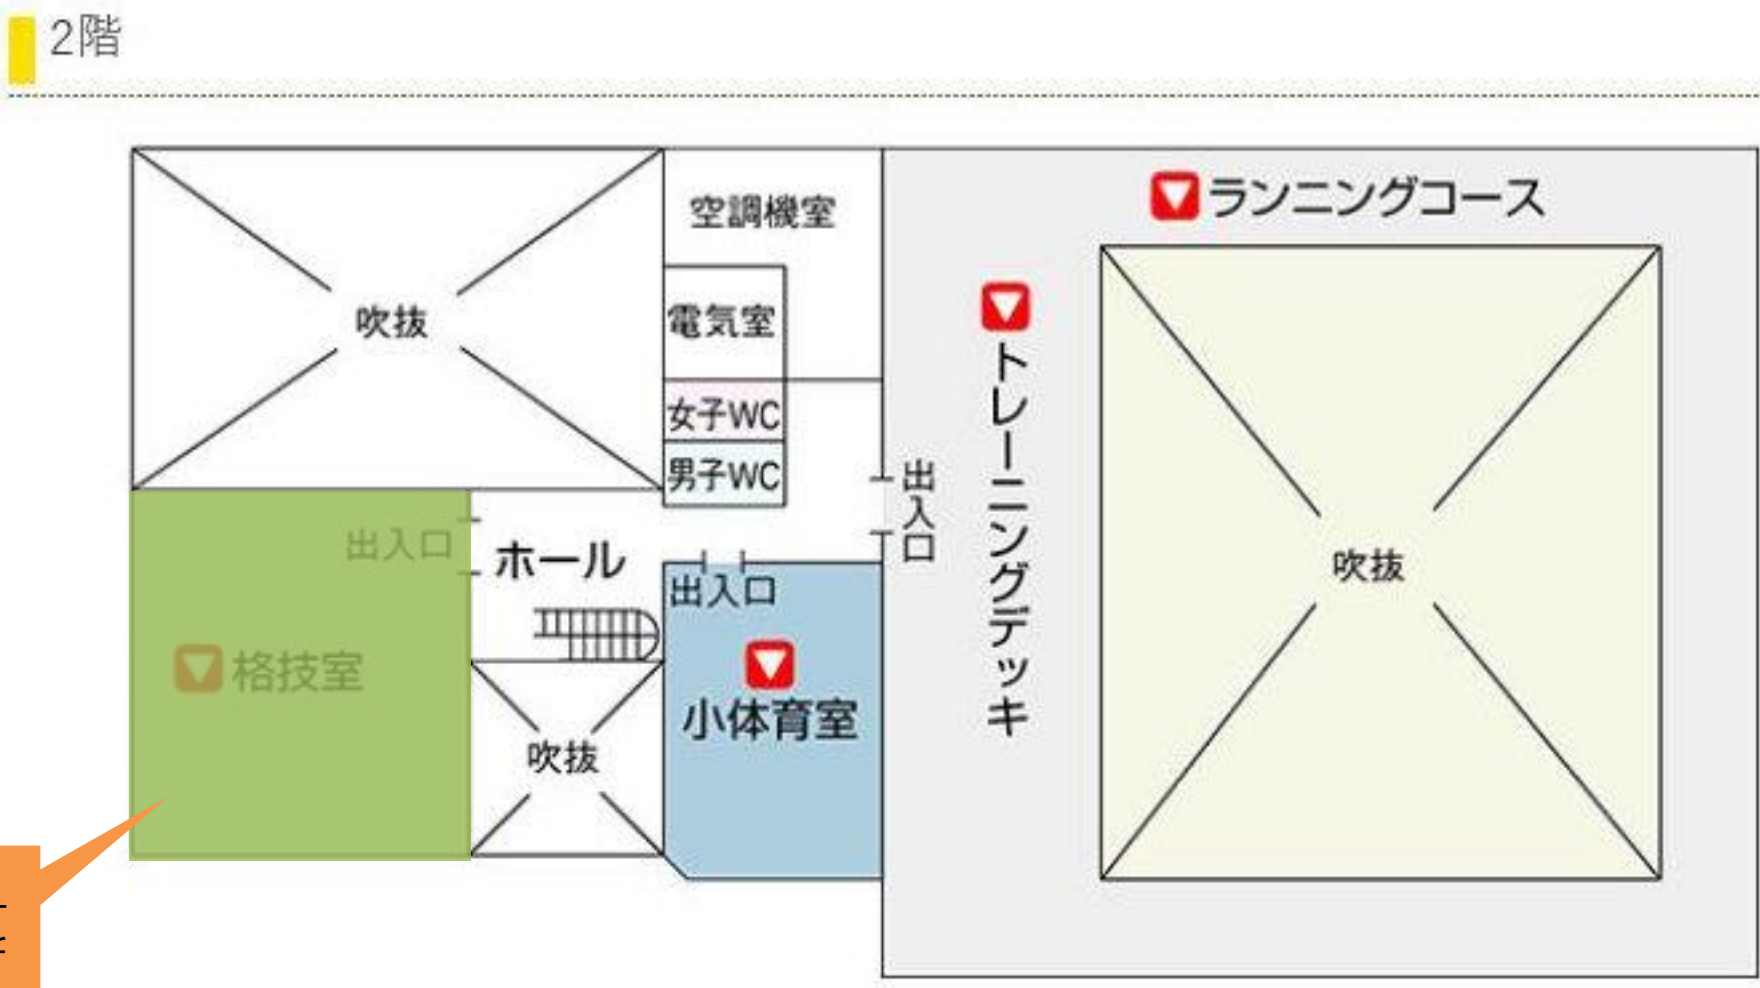 2階
ランニングコース
空調機室
電気室
吹抜
女子WC
男子WC
トレーニングデッキ
出入口
出入口
ホール
出入口
吹抜
格技室
小体育室
吹抜